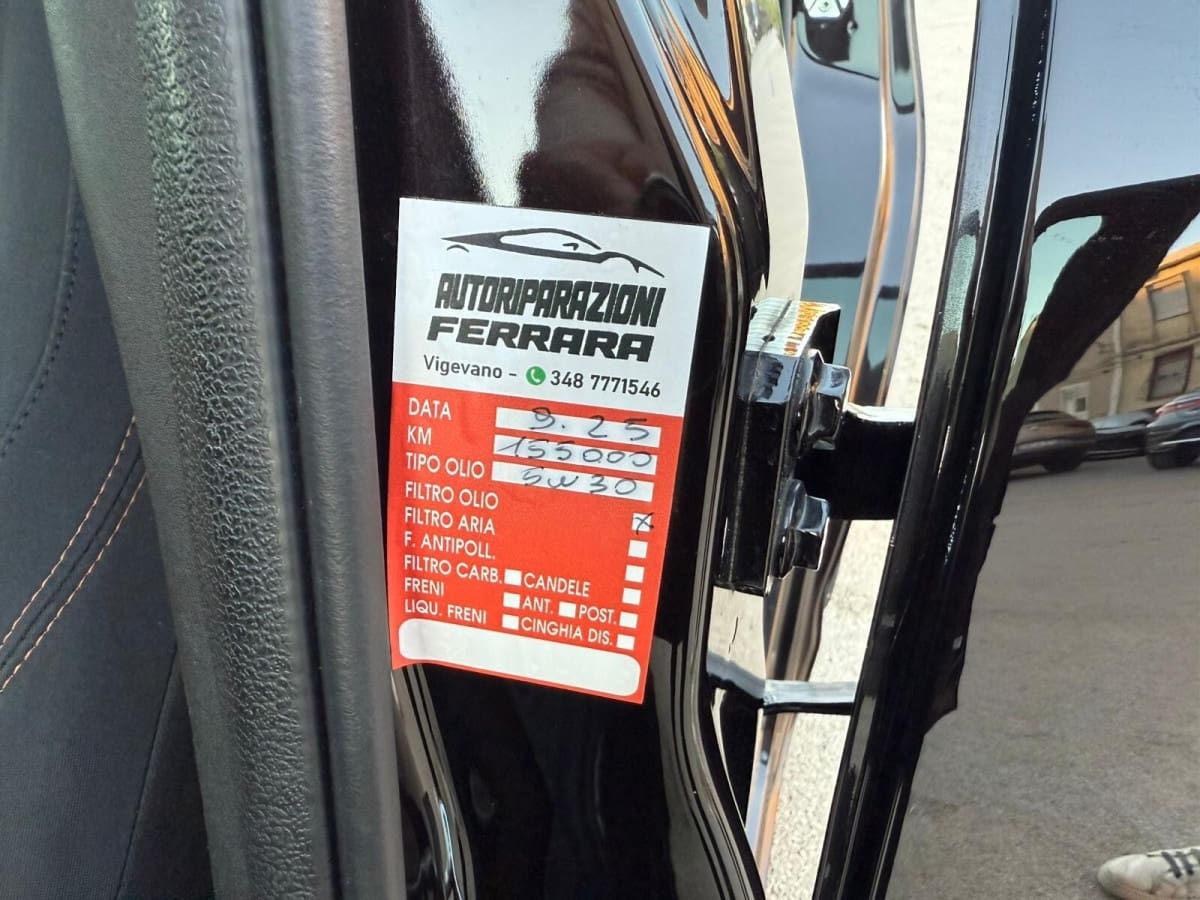 AUTORIPARAZIONI
FERRARA
Vigevano - 348 7771546
DATA 9.25
KM 155000
TIPO OLIO 5W30
FILTRO OLIO X
FILTRO ARIA
F. ANTIPOLL.
FILTRO CARB. CANDELE
FRENI ANT. POST.
LIQU. FRENI CINGHIA DIS.